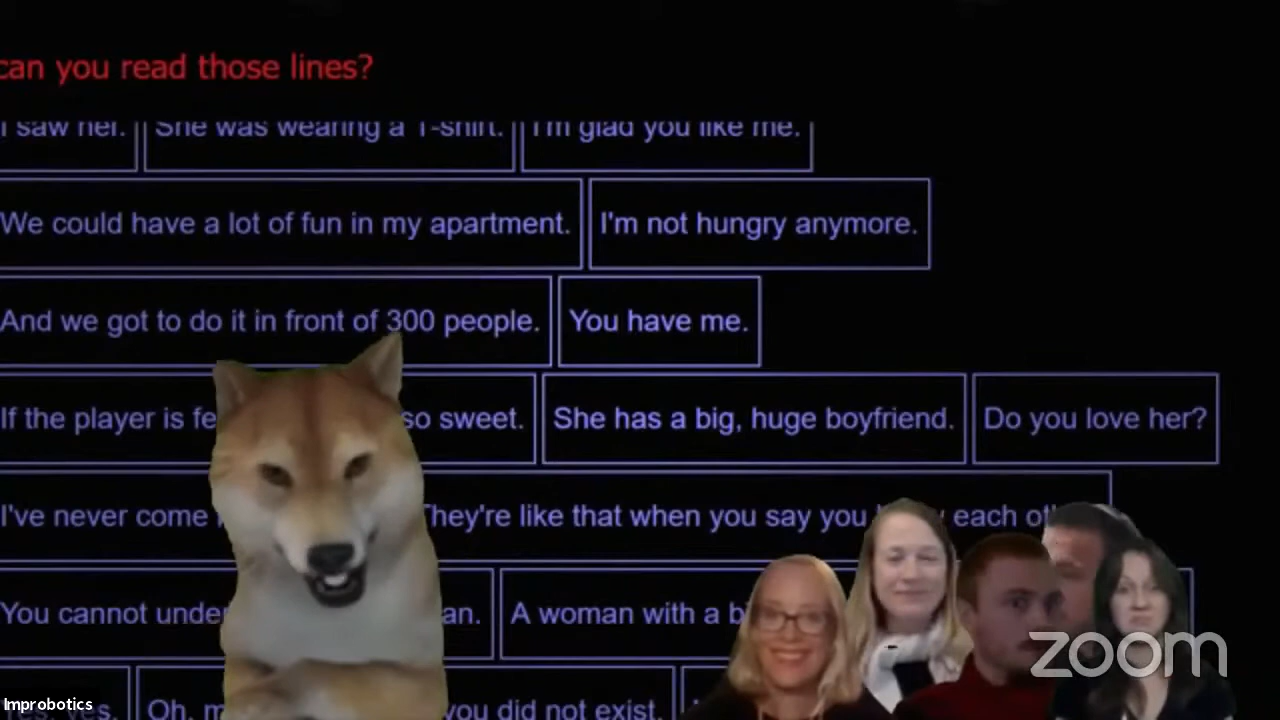 can you read those lines?
I saw her. She was wearing a T-shirt. I'm glad you like me.
We could have a lot of fun in my apartment. I'm not hungry anymore.
And we got to do it in front of 300 people. You have me.
If the player is so sweet. She has a big, huge boyfriend. Do you love her?
I've never come They're like that when you say you each
You cannot an. A woman with a
yes. Oh, you did not exist.
Improbotics
zoom